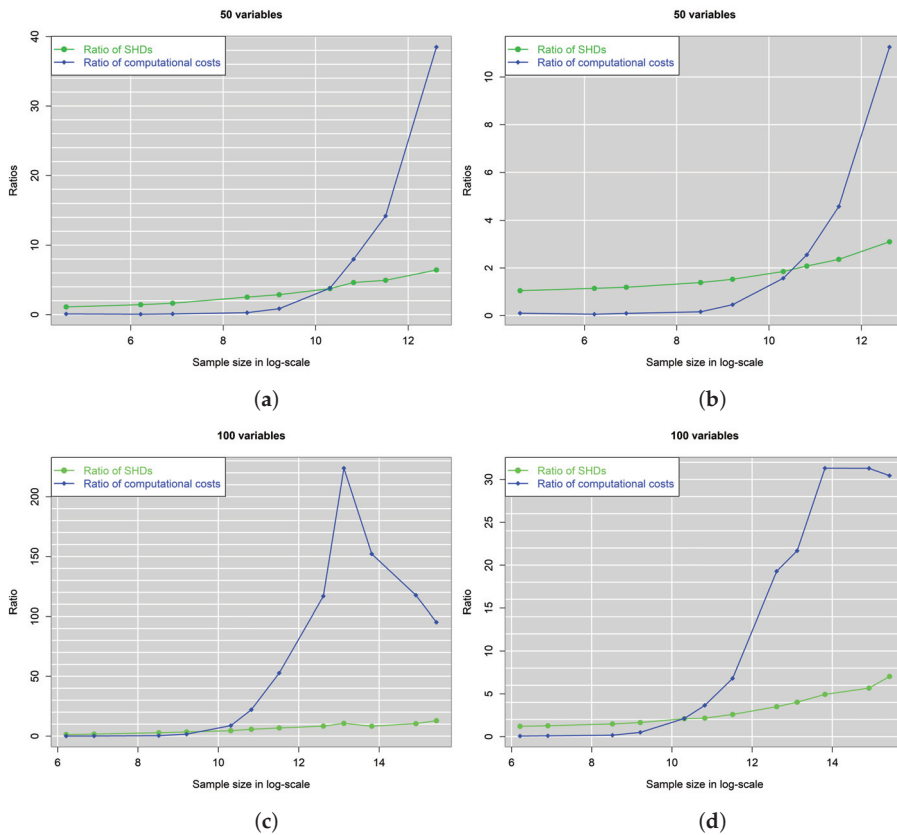 50 variables
Ratio of SHDs
Ratio of computational costs
40
30
20
10
0
Ratios
6 8 10 12
Sample size in log-scale
(a)
50 variables
Ratio of SHDs
Ratio of computational costs
10
8
6
4
2
0
Ratios
6 8 10 12
Sample size in log-scale
(b)
100 variables
Ratio of SHDs
Ratio of computational costs
200
150
100
50
0
Ratio
6 8 10 12 14
Sample size in log-scale
(c)
100 variables
Ratio of SHDs
Ratio of computational costs
30
25
20
15
10
5
0
Ratio
6 8 10 12 14
Sample size in log-scale
(d)